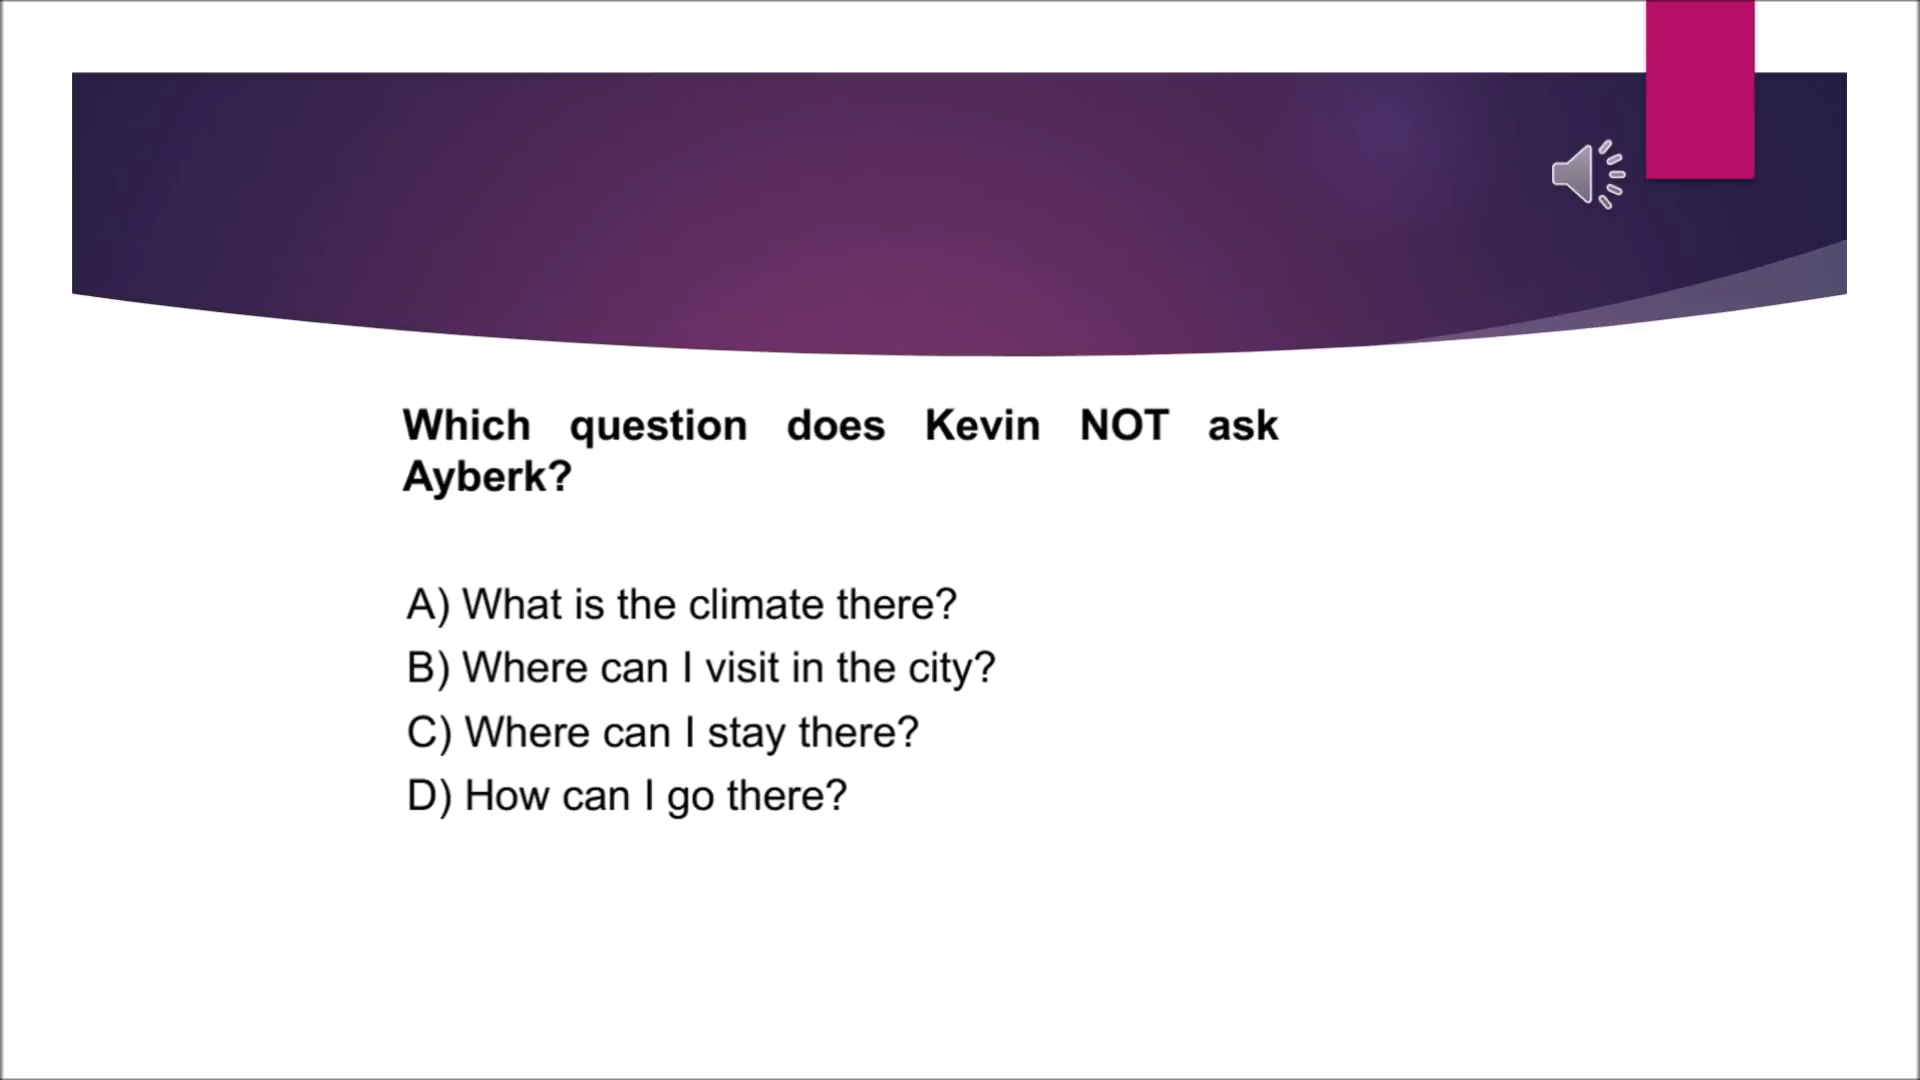 Which question does Kevin NOT ask
Ayberk?
A) What is the climate there?
B) Where can I visit in the city?
C) Where can I stay there?
D) How can I go there?